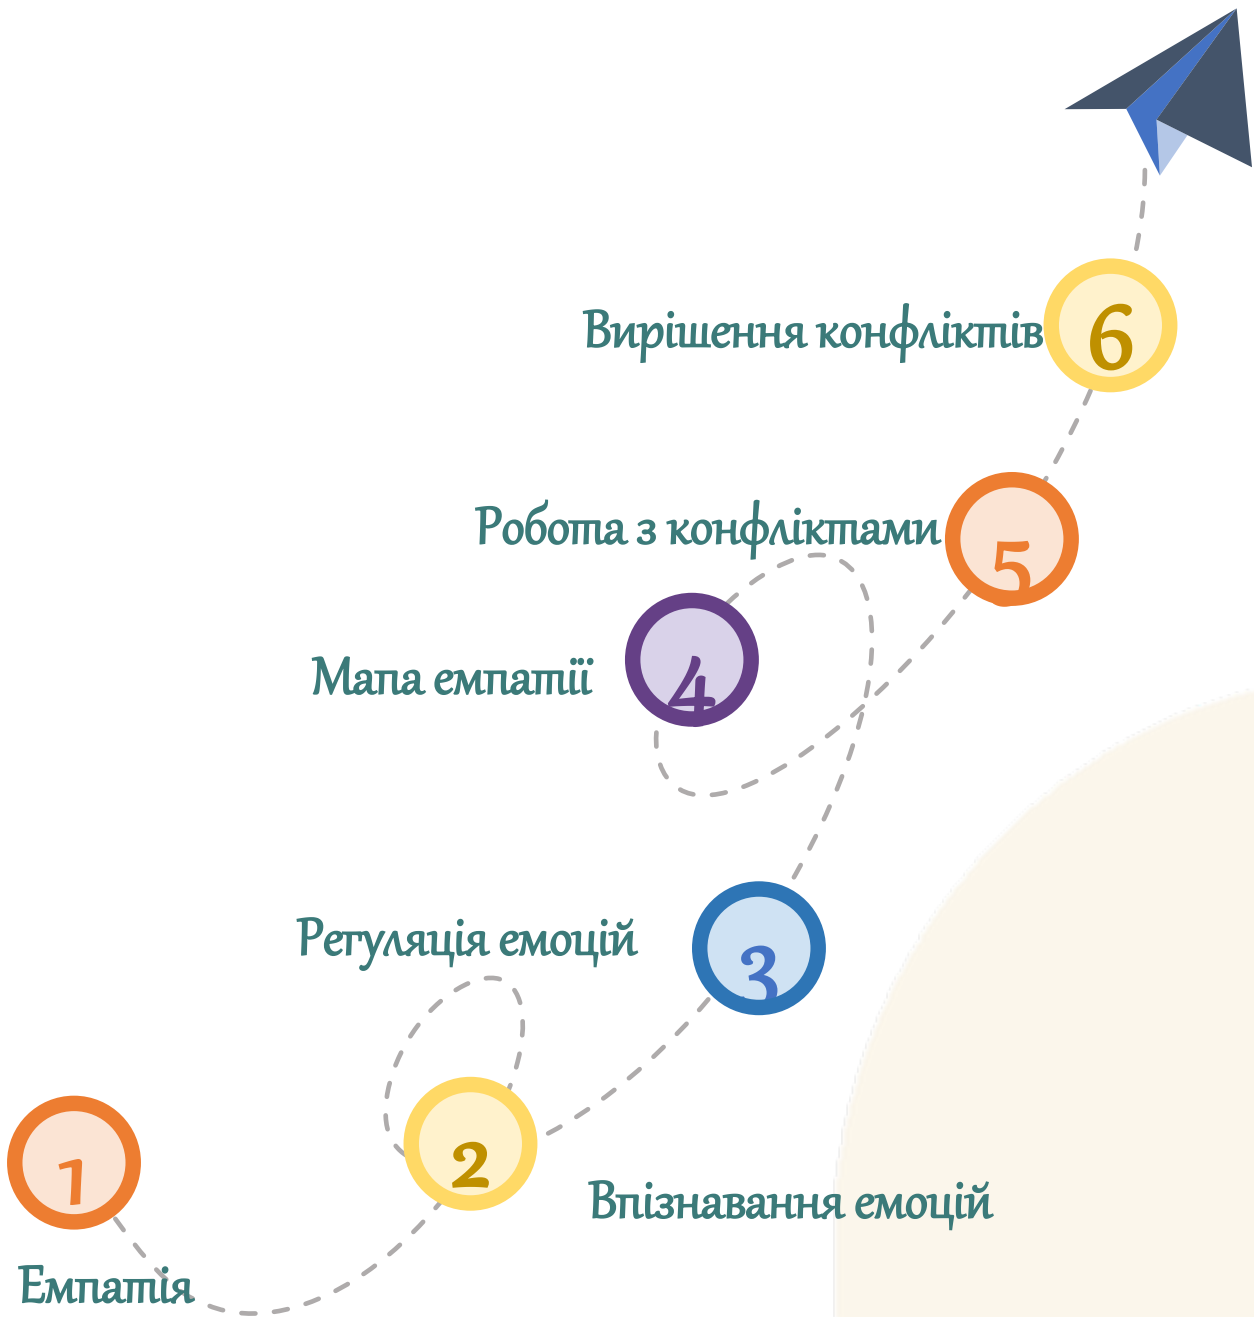 6
Вирішення конфліктів
5
Робота з конфліктами
4
Мапа емпатії
3
Регуляція емоцій
2
Впізнавання емоцій
1
Емпатія